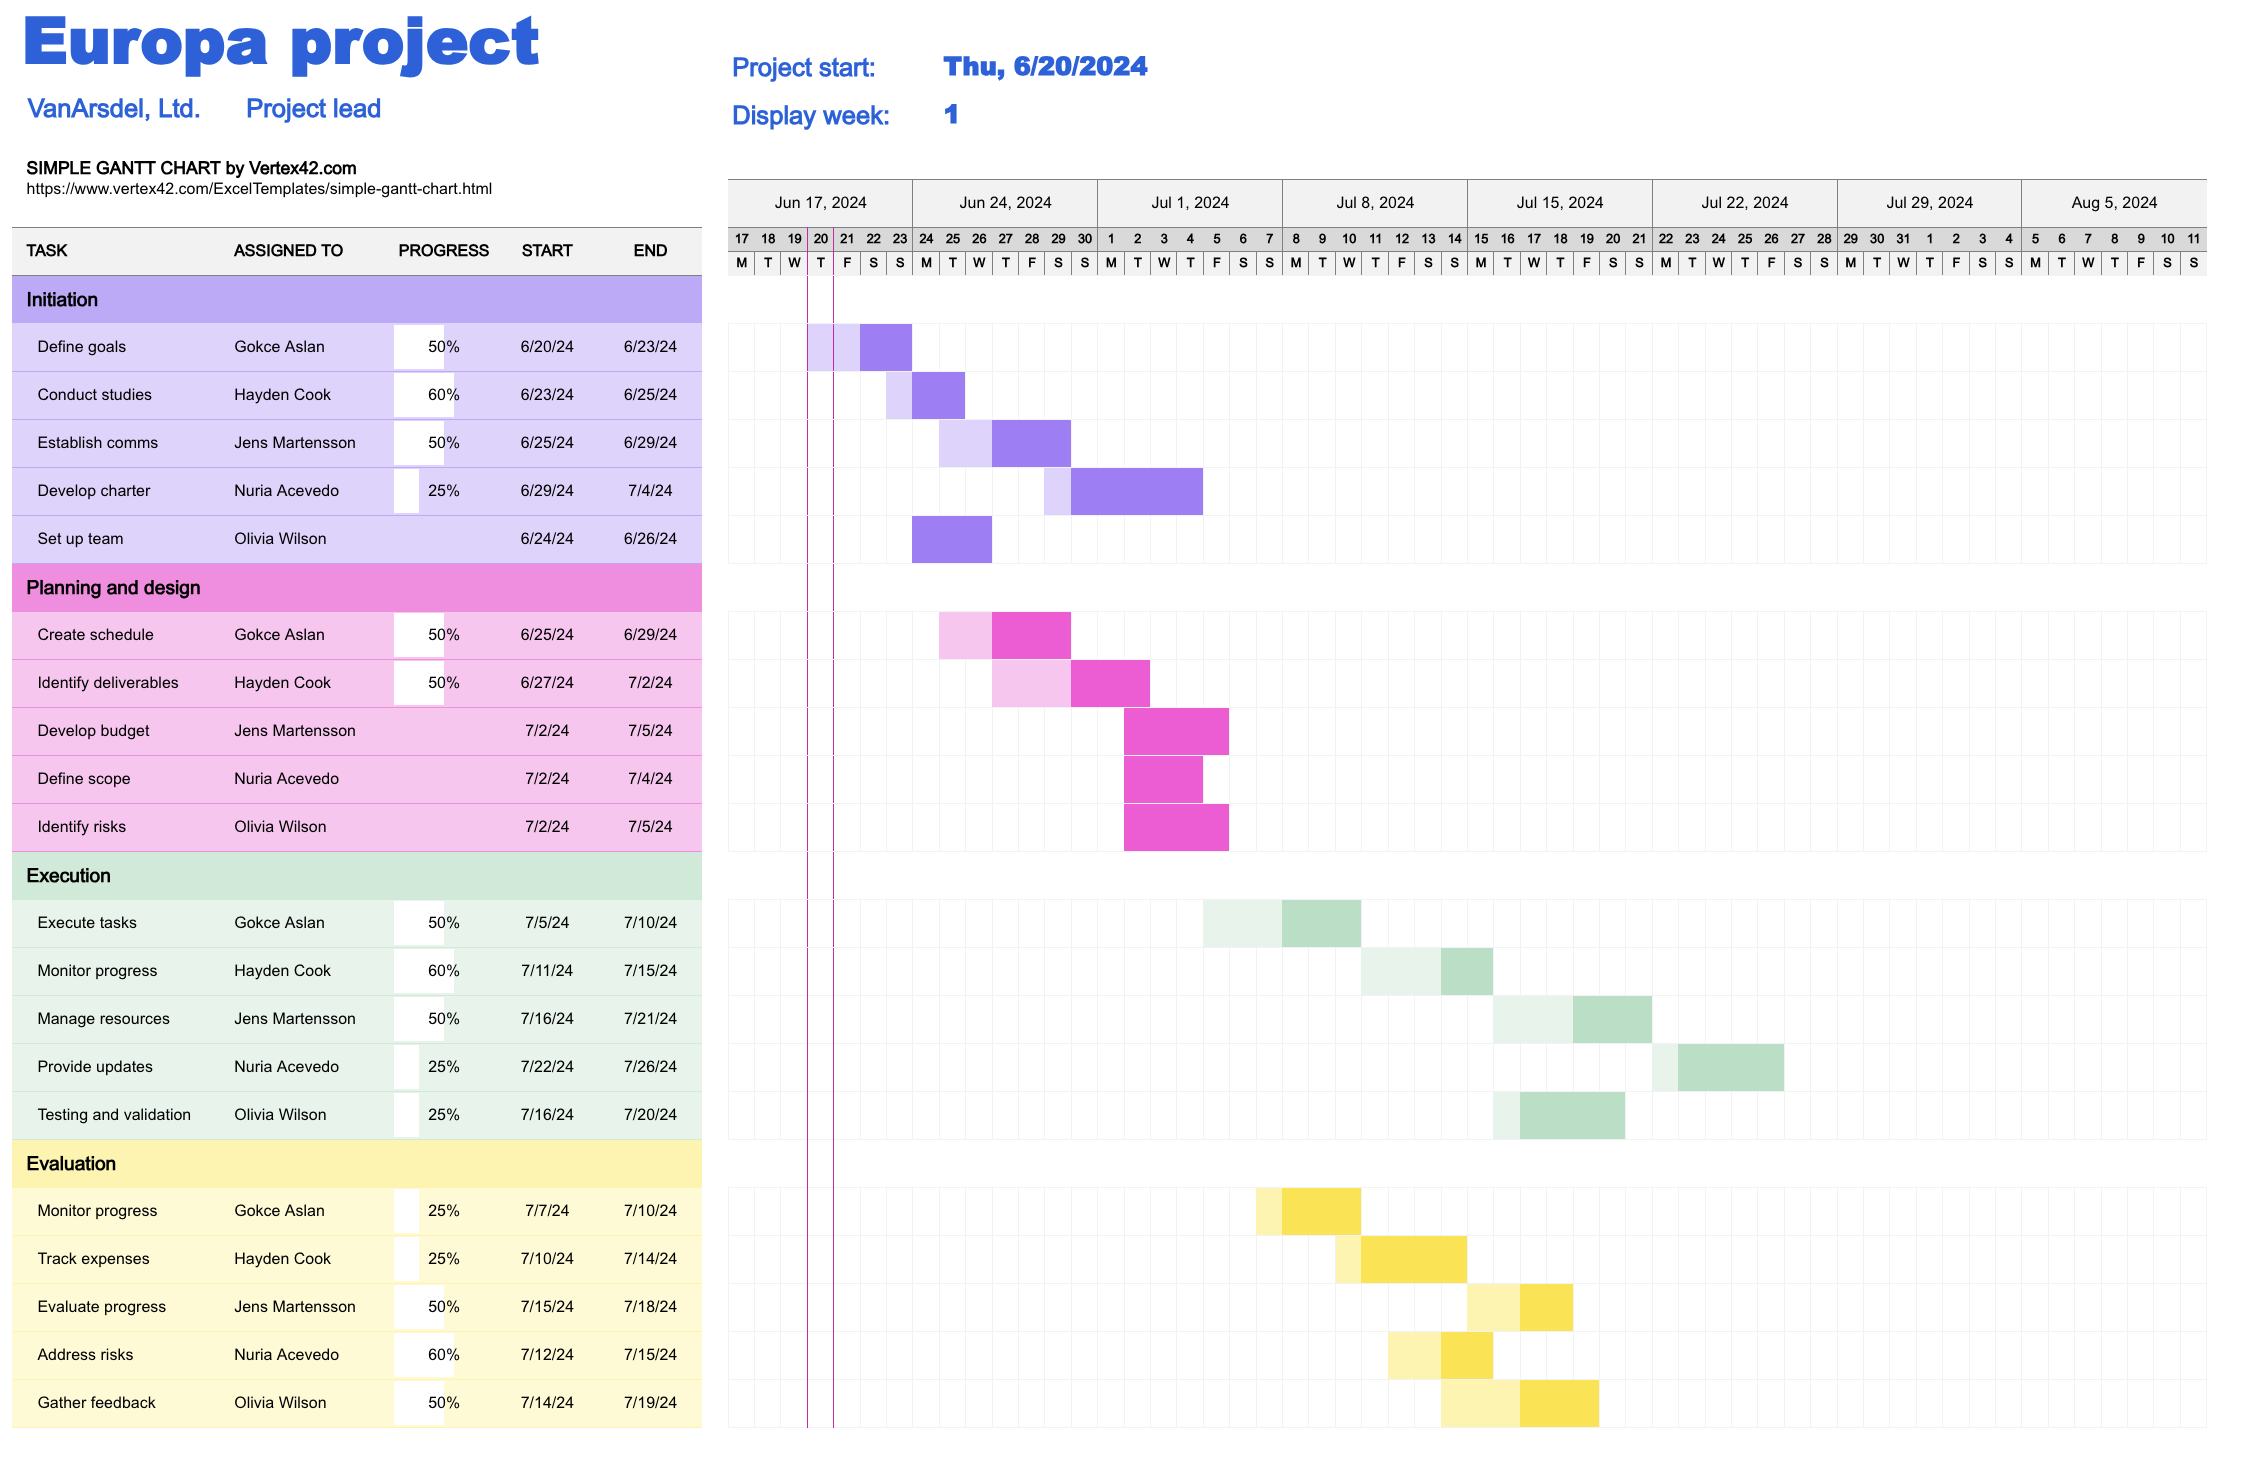 Europa project
VanArsdel, Ltd. Project lead
Project start: Thu, 6/20/2024
Display week: 1
SIMPLE GANTT CHART by Vertex42.com
https://www.vertex42.com/ExcelTemplates/simple-gantt-chart.html
Jun 17, 2024 Jun 24, 2024 Jul 1, 2024 Jul 8, 2024 Jul 15, 2024 Jul 22, 2024 Jul 29, 2024 Aug 5, 2024
17 18 19 20 21 22 23 24 25 26 27 28 29 30 1 2 3 4 5 6 7 8 9 10 11 12 13 14 15 16 17 18 19 20 21 22 23 24 25 26 27 28 29 30 31 1 2 3 4 5 6 7 8 9 10 11
TASK ASSIGNED TO PROGRESS START END
M T W T F S S M T W T F S S M T W T F S S M T W T F S S M T W T F S S M T W T F S S M T W T F S S M T W T F S S
Initiation
Define goals Gokce Aslan 50% 6/20/24 6/23/24
Conduct studies Hayden Cook 60% 6/23/24 6/25/24
Establish comms Jens Martensson 50% 6/25/24 6/29/24
Develop charter Nuria Acevedo 25% 6/29/24 7/4/24
Set up team Olivia Wilson 6/24/24 6/26/24
Planning and design
Create schedule Gokce Aslan 50% 6/25/24 6/29/24
Identify deliverables Hayden Cook 50% 6/27/24 7/2/24
Develop budget Jens Martensson 7/2/24 7/5/24
Define scope Nuria Acevedo 7/2/24 7/4/24
Identify risks Olivia Wilson 7/2/24 7/5/24
Execution
Execute tasks Gokce Aslan 50% 7/5/24 7/10/24
Monitor progress Hayden Cook 60% 7/11/24 7/15/24
Manage resources Jens Martensson 50% 7/16/24 7/21/24
Provide updates Nuria Acevedo 25% 7/22/24 7/26/24
Testing and validation Olivia Wilson 25% 7/16/24 7/20/24
Evaluation
Monitor progress Gokce Aslan 25% 7/7/24 7/10/24
Track expenses Hayden Cook 25% 7/10/24 7/14/24
Evaluate progress Jens Martensson 50% 7/15/24 7/18/24
Address risks Nuria Acevedo 60% 7/12/24 7/15/24
Gather feedback Olivia Wilson 50% 7/14/24 7/19/24